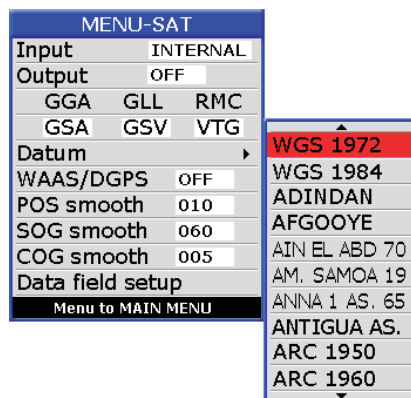 MENU-SAT
Input INTERNAL
Output OFF
GGA GLL RMC
GSA GSV VTG
Datum
WAAS/DGPS OFF
POS smooth 010
SOG smooth 060
COG smooth 005
Data field setup
Menu to MAIN MENU
WGS 1972
WGS 1984
ADINDAN
AFGOOYE
AIN EL ABD 70
AM. SAMOA 19
ANNA 1 AS. 65
ANTIGUA AS.
ARC 1950
ARC 1960